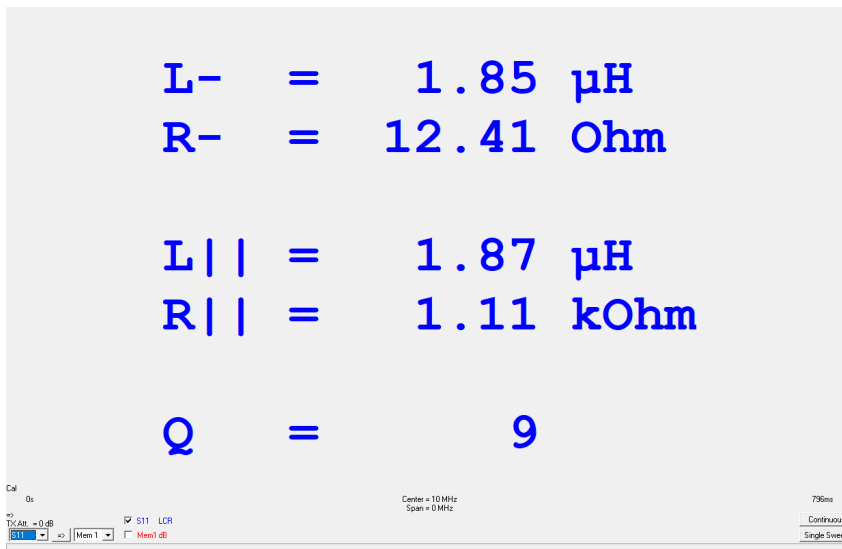 L- = 1.85 µH
R- = 12.41 Ohm
L|| = 1.87 µH
R|| = 1.11 kOhm
Q = 9
Cal
0s Center = 10 MHz 796ms
Span = 0 MHz
=>
TX Att. = 0 dB S11 LCR Continuou
S11 => Mem 1 Mem1 dB Single Swee